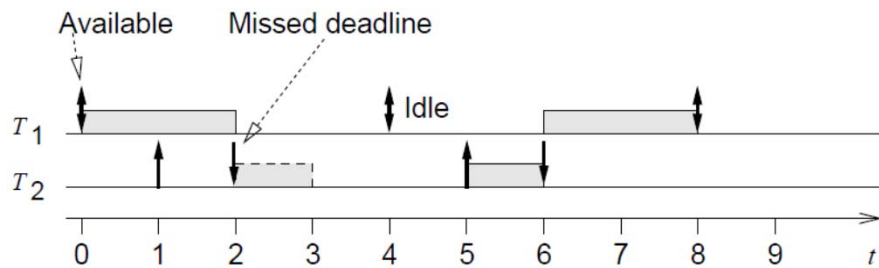 Available Missed deadline
Idle
T1
T2
0 1 2 3 4 5 6 7 8 9 t